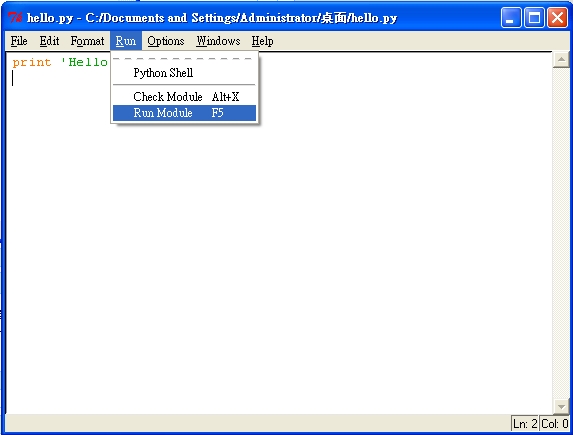 hello.py - C:/Documents and Settings/Administrator/桌面/hello.py
File Edit Format Run Options Windows Help
print 'Hello
Python Shell
Check Module Alt+X
Run Module F5
Ln: 2 Col: 0